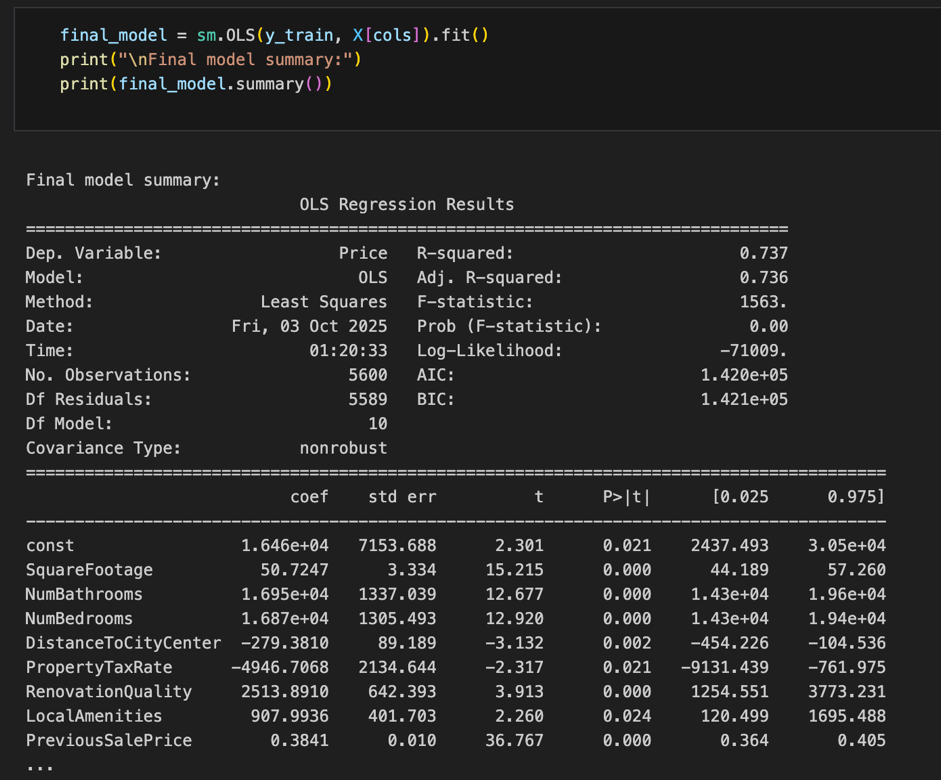 final_model = sm.OLS(y_train, X[cols]).fit()
print("\nFinal model summary:")
print(final_model.summary())
Final model summary:
                            OLS Regression Results
==============================================================================
Dep. Variable:                  Price   R-squared:                       0.737
Model:                            OLS   Adj. R-squared:                  0.736
Method:                 Least Squares   F-statistic:                     1563.
Date:                Fri, 03 Oct 2025   Prob (F-statistic):               0.00
Time:                        01:20:33   Log-Likelihood:                -71009.
No. Observations:                5600   AIC:                         1.420e+05
Df Residuals:                    5589   BIC:                         1.421e+05
Df Model:                          10
Covariance Type:            nonrobust
========================================================================================
                           coef    std err          t      P>|t|      [0.025      0.975]
----------------------------------------------------------------------------------------
const                 1.646e+04   7153.688      2.301      0.021    2437.493    3.05e+04
SquareFootage           50.7247      3.334     15.215      0.000      44.189      57.260
NumBathrooms          1.695e+04   1337.039     12.677      0.000    1.43e+04    1.96e+04
NumBedrooms           1.687e+04   1305.493     12.920      0.000    1.43e+04    1.94e+04
DistanceToCityCenter  -279.3810     89.189     -3.132      0.002    -454.226    -104.536
PropertyTaxRate      -4946.7068   2134.644     -2.317      0.021   -9131.439    -761.975
RenovationQuality     2513.8910    642.393      3.913      0.000    1254.551    3773.231
LocalAmenities         907.9936    401.703      2.260      0.024     120.499    1695.488
PreviousSalePrice        0.3841      0.010     36.767      0.000       0.364       0.405
...